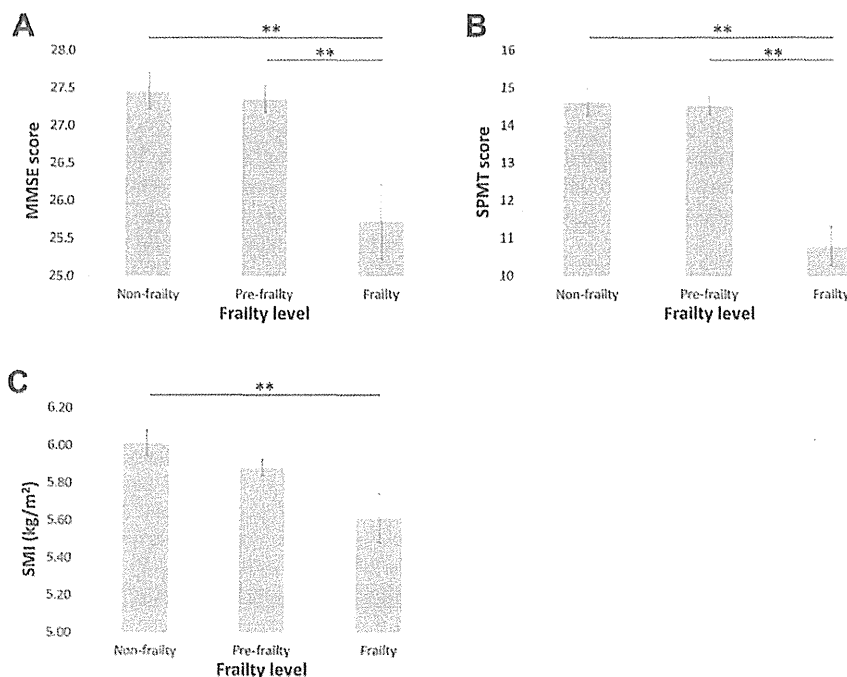 A
**
**
28.0
27.5
27.0
26.5
26.0
25.5
25.0
MMSE score
Non-frailty Pre-frailty Frailty
Frailty level
B
**
**
16
15
14
13
12
11
10
SPMT score
Non-frailty Pre-frailty Frailty
Frailty level
C
**
6.20
6.00
5.80
5.60
5.40
5.20
5.00
SMI (kg/m²)
Non-frailty Pre-frailty Frailty
Frailty level